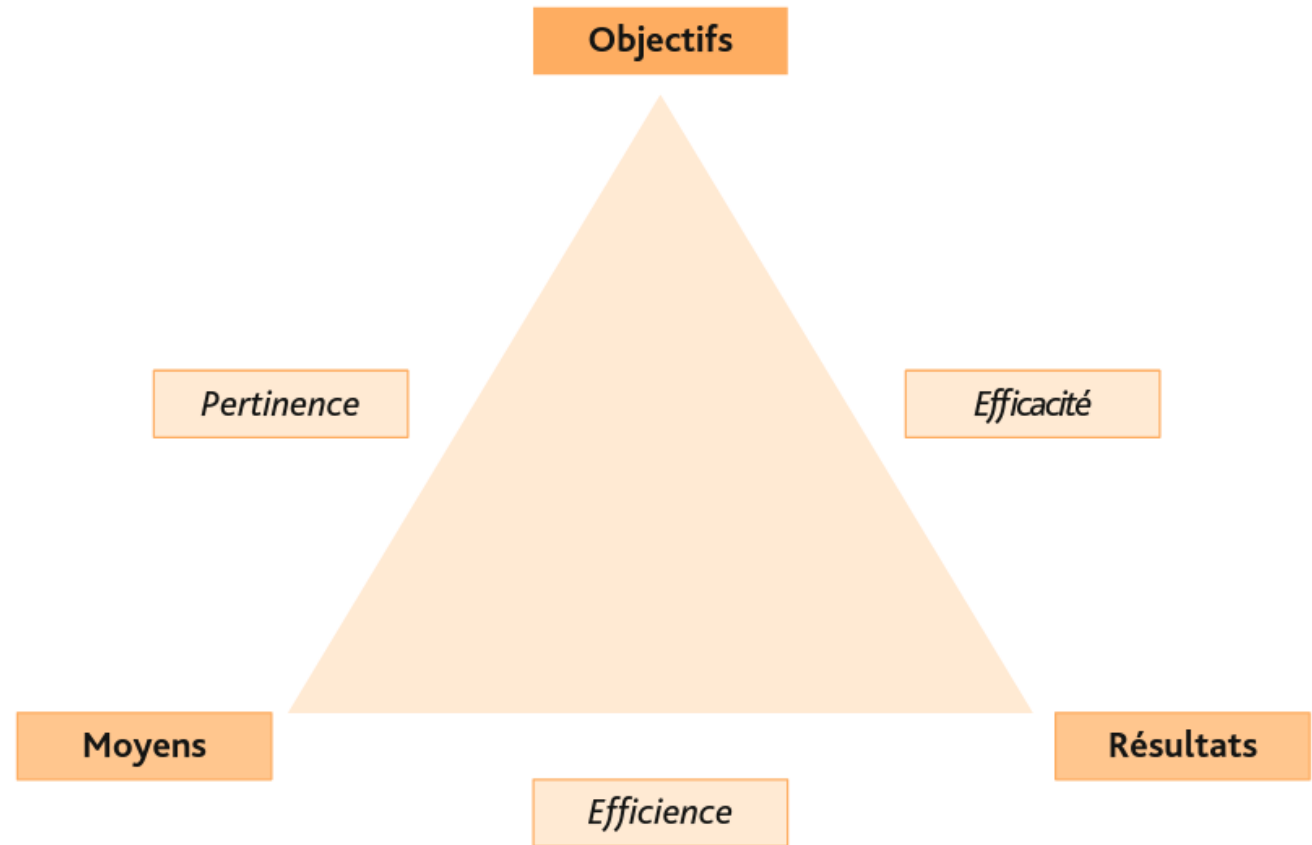 Objectifs
Pertinence
Efficacité
Moyens
Résultats
Efficience